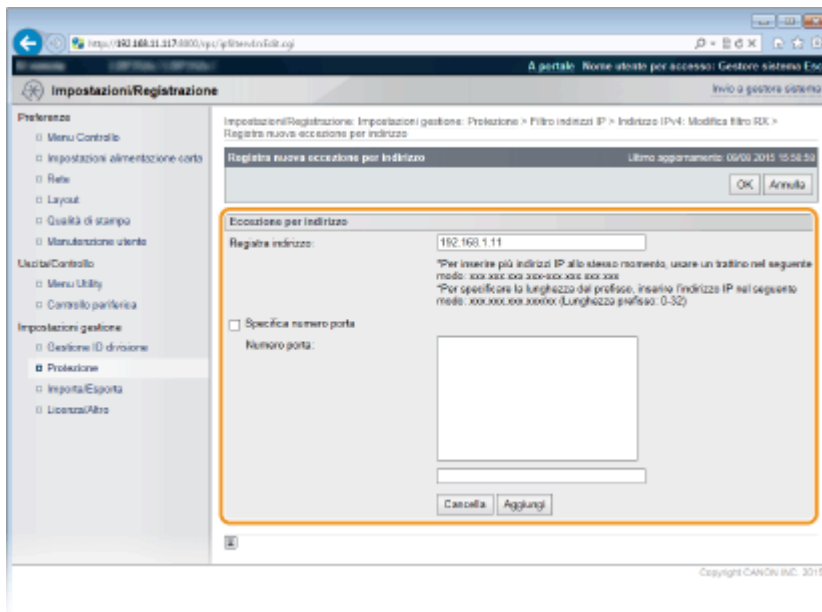 https://192.168.11.117:8000/rps/ipfilterv4rxEdit.cgi
A portale Nome utente per accesso: Gestore sistema Esc
Impostazioni/Registrazione
Invio a gestore sistema
Preferenze
Menu Controllo
Impostazioni alimentazione carta
Rete
Layout
Qualità di stampa
Manutenzione utente
Uscita/Controllo
Menu Utility
Controllo periferica
Impostazioni gestione
Gestione ID divisione
Protezione
Importa/Esporta
Licenza/Altro
Impostazioni/Registrazione: Impostazioni gestione: Protezione > Filtro indirizzi IP > Indirizzo IPv4: Modifica filtro RX >
Registra nuova eccezione per indirizzo
Registra nuova eccezione per indirizzo
Ultimo aggiornamento: 09/09 2015 15:58:59
OK Annulla
Eccezione per indirizzo
Registra indirizzo:
192.168.1.11
*Per inserire più indirizzi IP allo stesso momento, usare un trattino nel seguente
modo: xxx.xxx.xxx.xxx-xxx.xxx.xxx.xxx
*Per specificare la lunghezza del prefisso, inserire l'indirizzo IP nel seguente
modo: xxx.xxx.xxx.xxx/xx (Lunghezza prefisso: 0-32)
Specifica numero porta
Numero porta:
Cancella Aggiungi
Copyright CANON INC. 2015